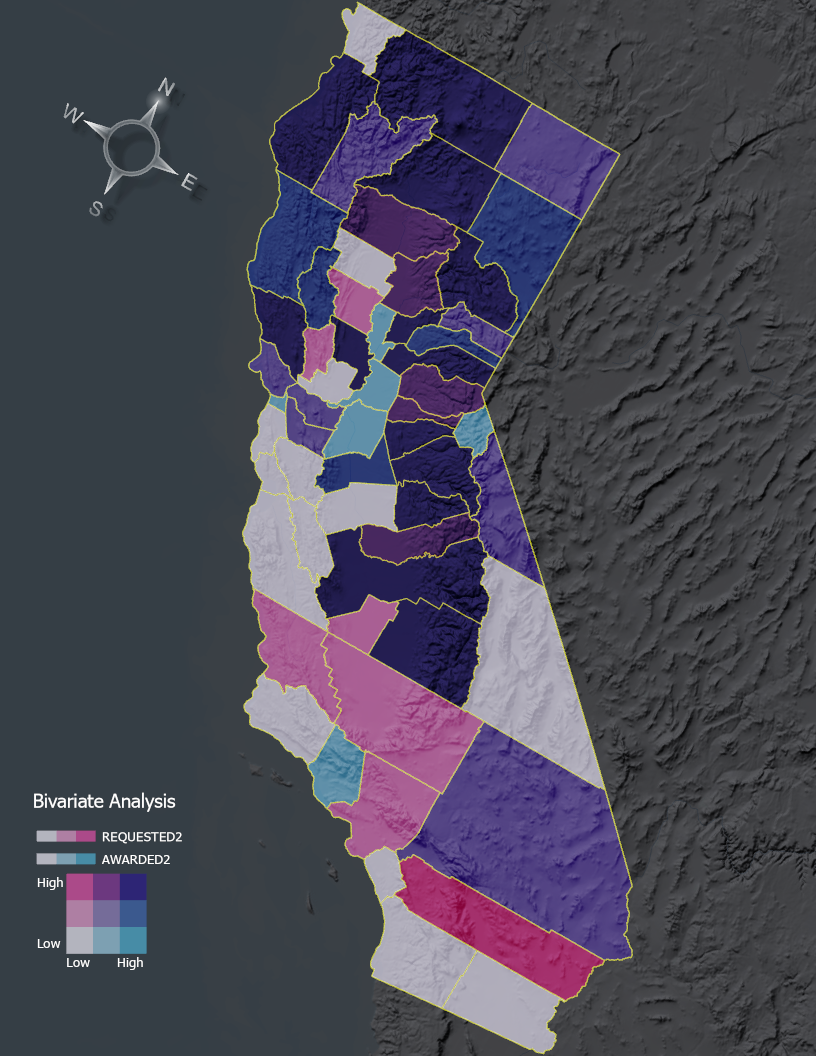 N
W
E
S
Bivariate Analysis
REQUESTED2
AWARDED2
High
Low
Low High